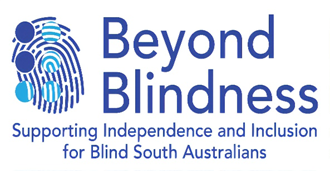 Beyond
Blindness
Supporting Independence and Inclusion
for Blind South Australians